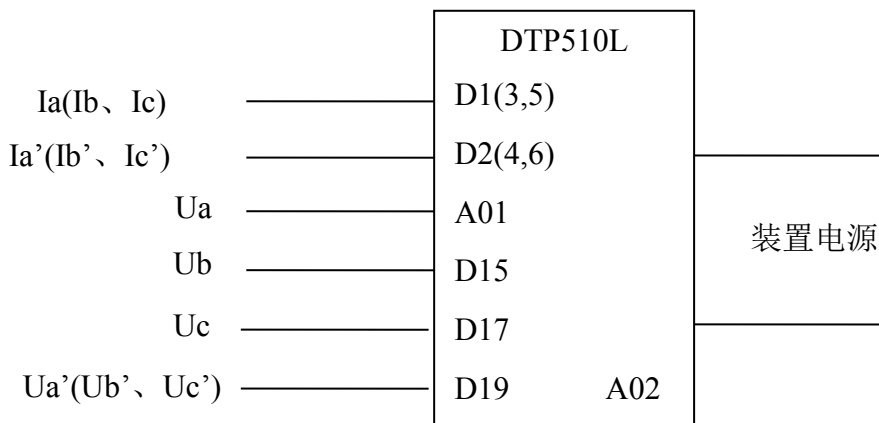 DTP510L
Ia(Ib、Ic) D1(3,5)
Ia’(Ib’、Ic’) D2(4,6)
Ua A01
装置电源
Ub D15
Uc D17
Ua’(Ub’、Uc’) D19 A02